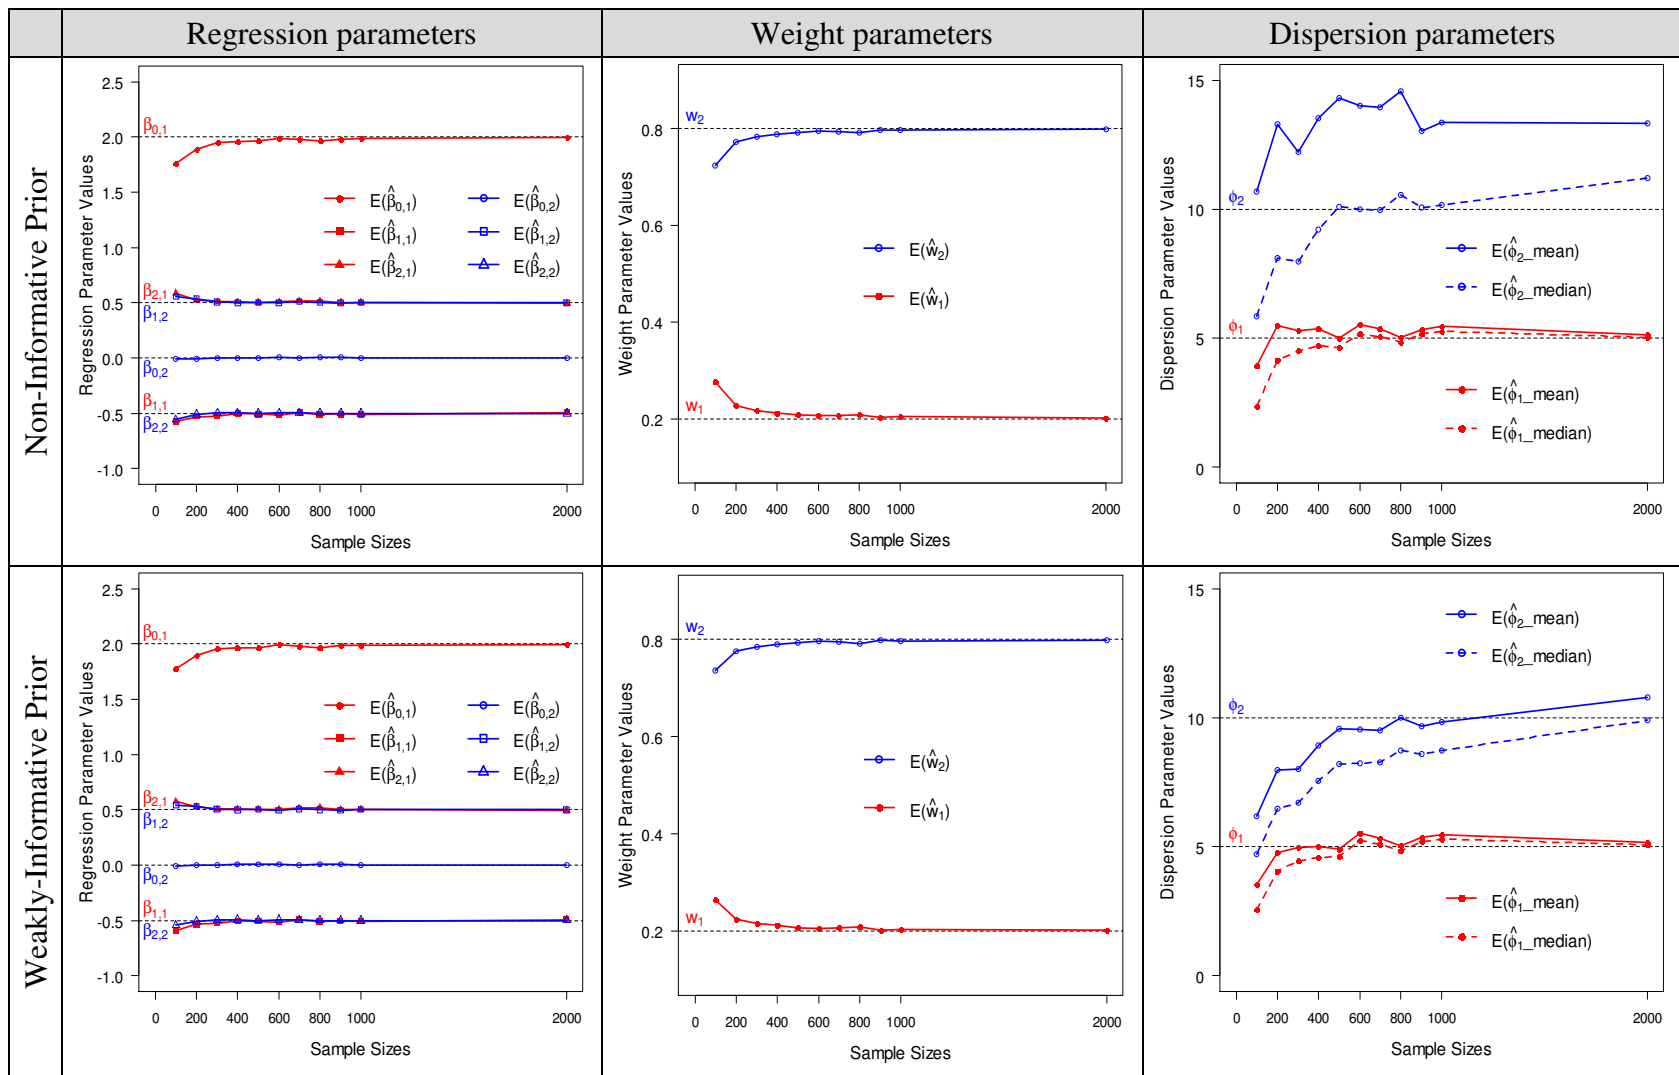 Regression parameters
Weight parameters
Dispersion parameters
Non-Informative Prior
Regression Parameter Values
2.5
2.0
1.5
1.0
0.5
0.0
-0.5
-1.0
β0,1
β2,1
β1,2
β0,2
β1,1
β2,2
E(β̂0,1)
E(β̂0,2)
E(β̂1,1)
E(β̂1,2)
E(β̂2,1)
E(β̂2,2)
0 200 400 600 800 1000 2000
Sample Sizes
Weight Parameter Values
0.8
0.6
0.4
0.2
w2
w1
E(ŵ2)
E(ŵ1)
0 200 400 600 800 1000 2000
Sample Sizes
Dispersion Parameter Values
15
10
5
0
ϕ2
ϕ1
E(ϕ̂2_mean)
E(ϕ̂2_median)
E(ϕ̂1_mean)
E(ϕ̂1_median)
0 200 400 600 800 1000 2000
Sample Sizes
Weakly-Informative Prior
Regression Parameter Values
2.5
2.0
1.5
1.0
0.5
0.0
-0.5
-1.0
β0,1
β2,1
β1,2
β0,2
β1,1
β2,2
E(β̂0,1)
E(β̂0,2)
E(β̂1,1)
E(β̂1,2)
E(β̂2,1)
E(β̂2,2)
0 200 400 600 800 1000 2000
Sample Sizes
Weight Parameter Values
0.8
0.6
0.4
0.2
w2
w1
E(ŵ2)
E(ŵ1)
0 200 400 600 800 1000 2000
Sample Sizes
Dispersion Parameter Values
15
10
5
0
ϕ2
ϕ1
E(ϕ̂2_mean)
E(ϕ̂2_median)
E(ϕ̂1_mean)
E(ϕ̂1_median)
0 200 400 600 800 1000 2000
Sample Sizes